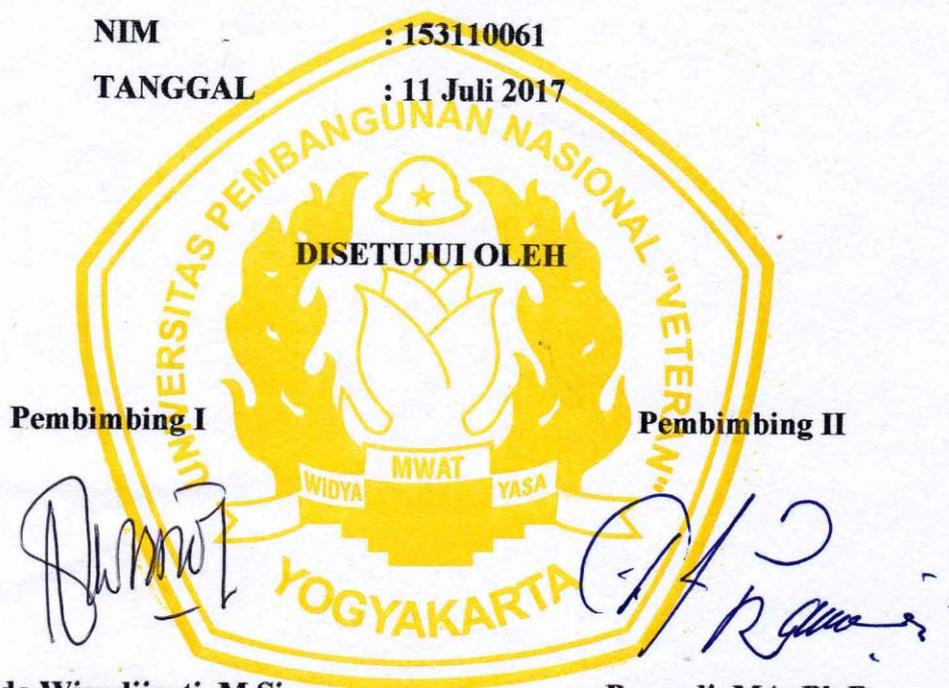 NIM : 153110061
TANGGAL : 11 Juli 2017
UNIVERSITAS PEMBANGUNAN NASIONAL "VETERAN"
DISETUJUI OLEH
Pembimbing I Pembimbing II
WIDYA MWAT YASA
YOGYAKARTA